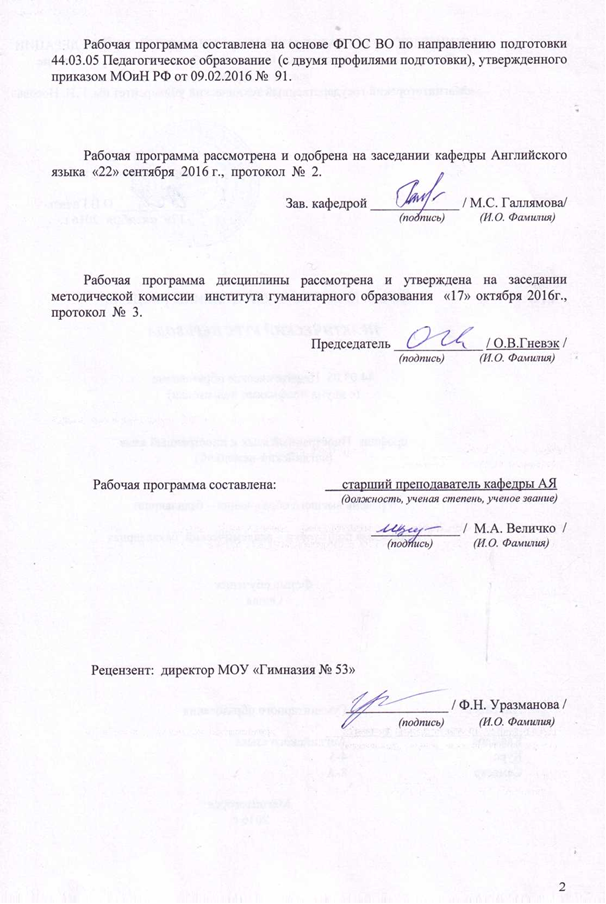 Рабочая программа составлена на основе ФГОС ВО по направлению подготовки
44.03.05 Педагогическое образование (с двумя профилями подготовки), утвержденного
приказом МОиН РФ от 09.02.2016 № 91.
Рабочая программа рассмотрена и одобрена на заседании кафедры Английского
языка «22» сентября 2016 г., протокол № 2.
Зав. кафедрой _____________ / М.С. Галлямова/
(подпись) (И.О. Фамилия)
Рабочая программа дисциплины рассмотрена и утверждена на заседании
методической комиссии института гуманитарного образования «17» октября 2016г.,
протокол № 3.
Председатель _____________ / О.В.Гневэк /
(подпись) (И.О. Фамилия)
Рабочая программа составлена: старший преподаватель кафедры АЯ
(должность, ученая степень, ученое звание)
_____________ / М.А. Величко /
(подпись) (И.О. Фамилия)
Рецензент: директор МОУ «Гимназия № 53»
_______________ / Ф.Н. Уразманова /
(подпись) (И.О. Фамилия)
2